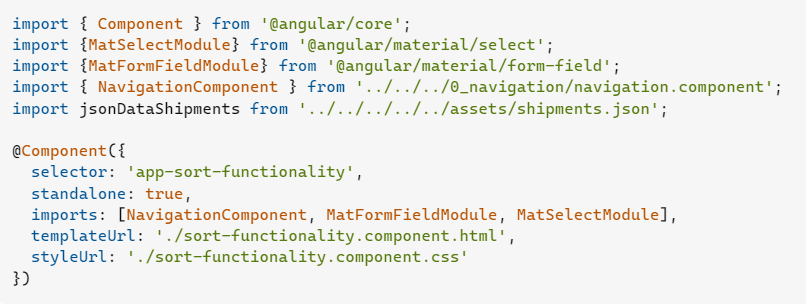 import { Component } from '@angular/core';
import {MatSelectModule} from '@angular/material/select';
import {MatFormFieldModule} from '@angular/material/form-field';
import { NavigationComponent } from '../../../0_navigation/navigation.component';
import jsonDataShipments from '../../../../../assets/shipments.json';

@Component({
  selector: 'app-sort-functionality',
  standalone: true,
  imports: [NavigationComponent, MatFormFieldModule, MatSelectModule],
  templateUrl: './sort-functionality.component.html',
  styleUrl: './sort-functionality.component.css'
})